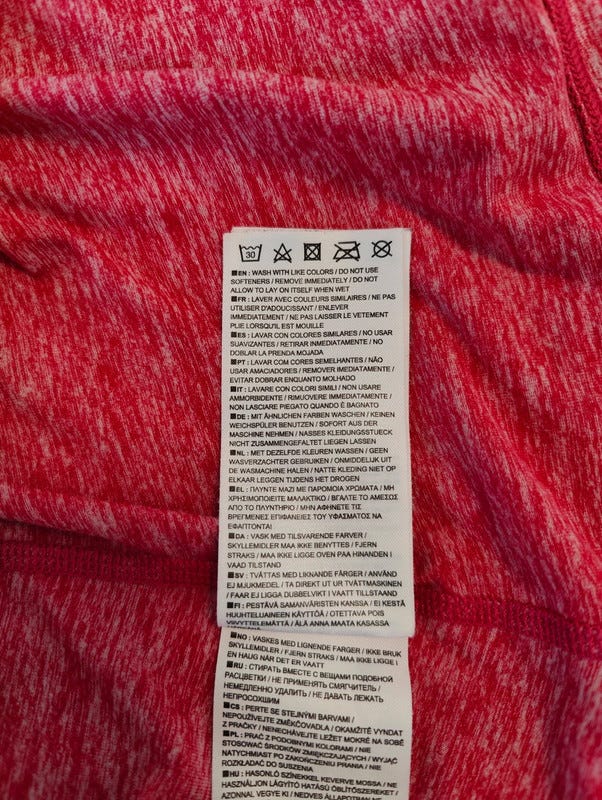 30
EN : WASH WITH LIKE COLORS / DO NOT USE
SOFTENERS / REMOVE IMMEDIATELY / DO NOT
ALLOW TO LAY ON ITSELF WHEN WET
FR : LAVER AVEC COULEURS SIMILAIRES / NE PAS
UTILISER D'ADOUCISSANT / ENLEVER
IMMEDIATEMENT / NE PAS LAISSER LE VETEMENT
PLIE LORSQU'IL EST MOUILLE
ES : LAVAR CON COLORES SIMILARES / NO USAR
SUAVIZANTES / RETIRAR INMEDIATAMENTE / NO
DOBLAR LA PRENDA MOJADA
PT : LAVAR COM CORES SEMELHANTES / NÃO
USAR AMACIADORES / REMOVER IMEDIATAMENTE /
EVITAR DOBRAR ENQUANTO MOLHADO
IT : LAVARE CON COLORI SIMILI / NON USARE
AMMORBIDENTE / RIMUOVERE IMMEDIATAMENTE /
NON LASCIARE PIEGATO QUANDO È BAGNATO
DE : MIT ÄHNLICHEN FARBEN WASCHEN / KEINEN
WEICHSPÜLER BENUTZEN / SOFORT AUS DER
MASCHINE NEHMEN / NASSES KLEIDUNGSSTUECK
NICHT ZUSAMMENGEFALTET LIEGEN LASSEN
NL : MET DEZELFDE KLEUREN WASSEN / GEEN
WASVERZACHTER GEBRUIKEN / ONMIDDELIJK UIT
DE WASMACHINE HALEN / NATTE KLEDING NIET OP
ELKAAR LEGGEN TIJDENS HET DROGEN
EL : ΠΛΥΝΤΕ ΜΑΖΙ ΜΕ ΠΑΡΟΜΟΙΑ ΧΡΩΜΑΤΑ / ΜΗ
ΧΡΗΣΙΜΟΠΟΙΕΙΤΕ ΜΑΛΑΚΤΙΚΟ / ΒΓΑΛΤΕ ΤΟ ΑΜΕΣΩΣ
ΑΠΟ ΤΟ ΠΛΥΝΤΗΡΙΟ / ΜΗΝ ΑΦΗΝΕΤΕ ΤΙΣ
ΒΡΕΓΜΕΝΕΣ ΕΠΙΦΑΝΕΙΕΣ ΤΟΥ ΥΦΑΣΜΑΤΟΣ ΝΑ
ΕΦΑΠΤΟΝΤΑΙ
DA : VASK MED TILSVARENDE FARVER /
SKYLLEMIDLER MAA IKKE BENYTTES / FJERN
STRAKS / MAA IKKE LIGGE OVEN PAA HINANDEN I
VAAD TILSTAND
SV : TVÄTTAS MED LIKNANDE FÄRGER / ANVÄND
EJ MJUKMEDEL / TA DIREKT UT UR TVÄTTMASKINEN
/ FAAR EJ LIGGA DUBBELVIKT I VAATT TILLSTAAND
FI : PESTÄVÄ SAMANVÄRISTEN KANSSA / EI KESTÄ
HUUHTELUAINEEN KÄYTTÖÄ / OTETTAVA POIS
VIIVYTTELEMÄTTÄ / ÄLÄ ANNA MAATA KASASSA
NO : VASKES MED LIGNENDE FARGER / IKKE BRUK
SKYLLEMIDLER / FJERN STRAKS / MAA IKKE LIGGE I
EN HAUG NÅR DET ER VAATT
RU : СТИРАТЬ ВМЕСТЕ С ВЕЩАМИ ПОДОБНОЙ
РАСЦВЕТКИ / НЕ ПРИМЕНЯТЬ СМЯГЧИТЕЛЬ /
НЕМЕДЛЕННО УДАЛИТЬ / НЕ ДАВАТЬ ЛЕЖАТЬ
НЕПРОСОХШИМ
CS : PERTE SE STEJNÝMI BARVAMI /
NEPOUŽÍVEJTE ZMĚKČOVADLA / OKAMŽITĚ VYNDAT
Z PRAČKY / NENECHÁVEJTE LEŽET MOKRÉ NA SOBĚ
PL : PRAĆ Z PODOBNYMI KOLORAMI / NIE
STOSOWAĆ ŚRODKÓW ZMIĘKCZAJĄCYCH / WYJĄĆ
NATYCHMIAST PO ZAKOŃCZENIU PRANIA / NIE
ROZKŁADAĆ DO SUSZENIA
HU : HASONLÓ SZÍNEKKEL KEVERVE MOSSA / NE
HASZNÁLJON LÁGYÍTÓ HATÁSÚ ÖBLÍTŐSZEREKET /
AZONNAL VEGYE KI / NEDVES ÁLLAPOTBAN NE